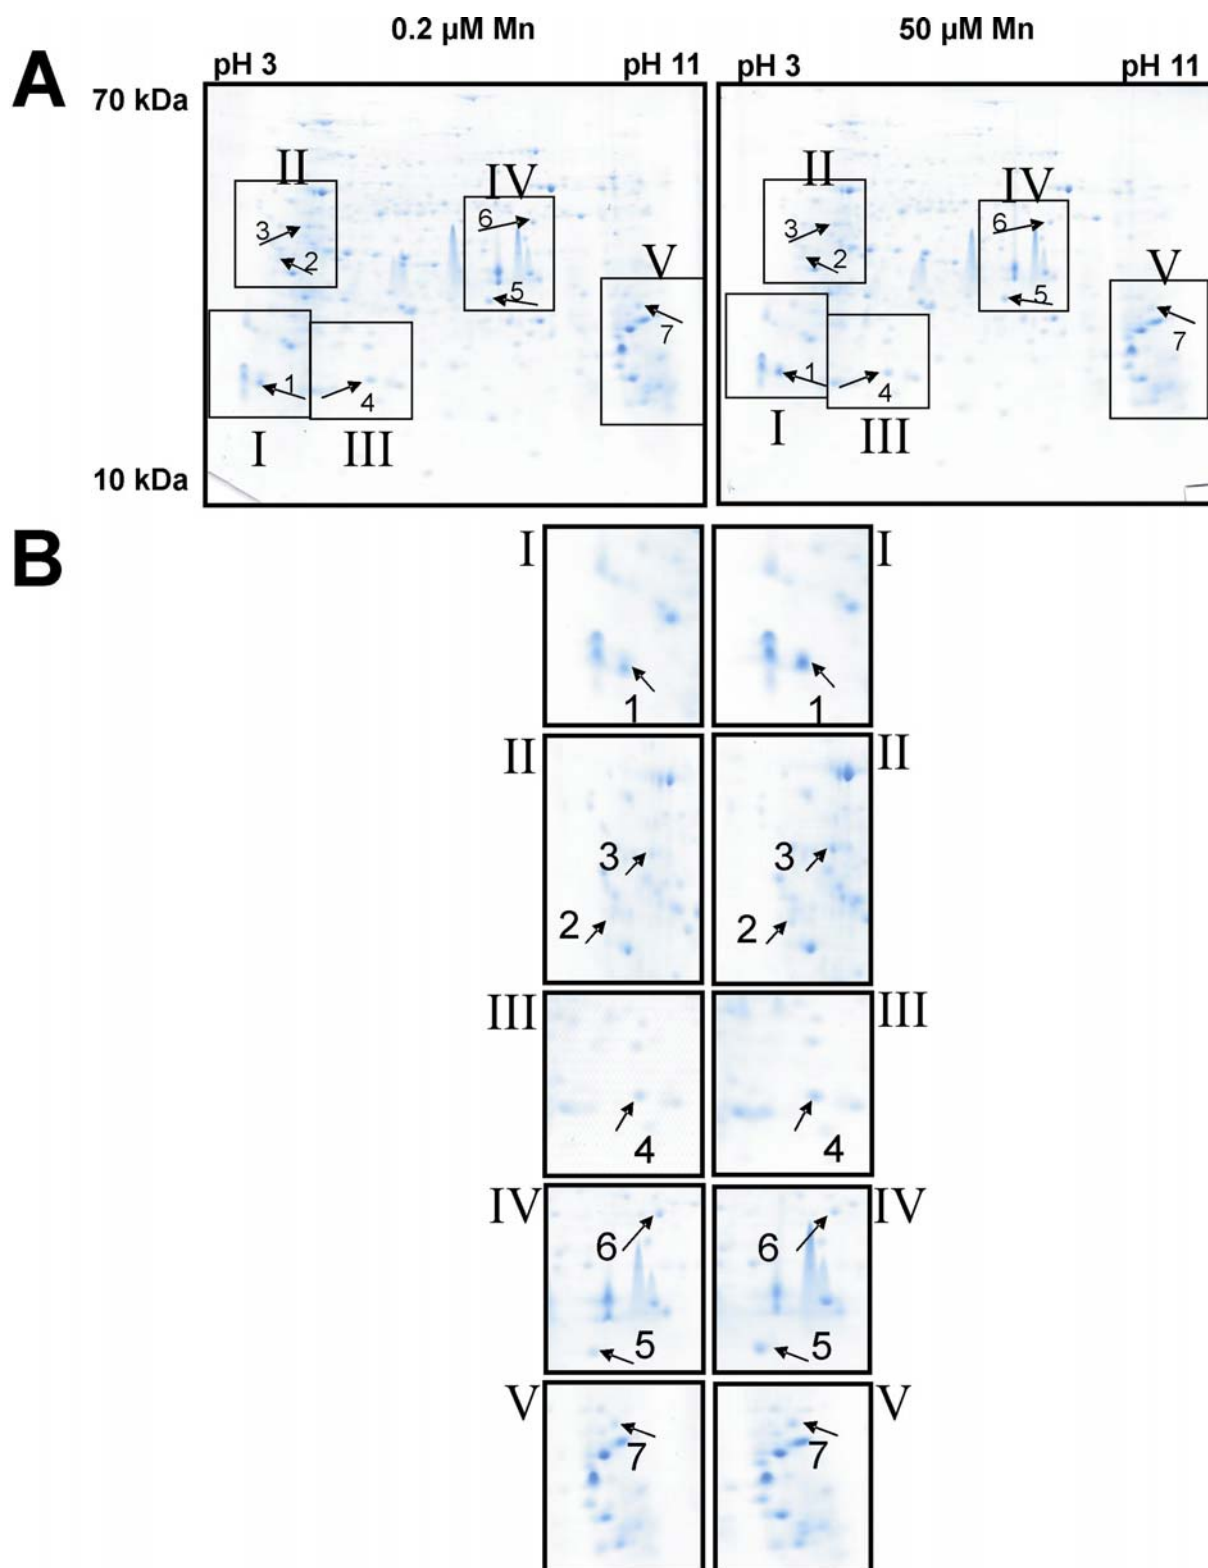 0.2 µM Mn 50 µM Mn
A pH 3 pH 11 pH 3 pH 11
70 kDa
II IV II IV
3 6 3 6
2 V 2 V
5 5
7 7
1 4 1 4
I III I III
10 kDa
B
I I
1 1
II II
3 3
2 2
III III
4 4
IV IV
6 6
5 5
V V
7 7